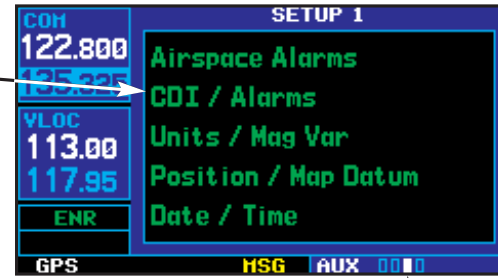 COM
SETUP 1
122.800
135.325
VLOC
113.00
117.95
ENR
Airspace Alarms
CDI / Alarms
Units / Mag Var
Position / Map Datum
Date / Time
GPS
MSG
AUX